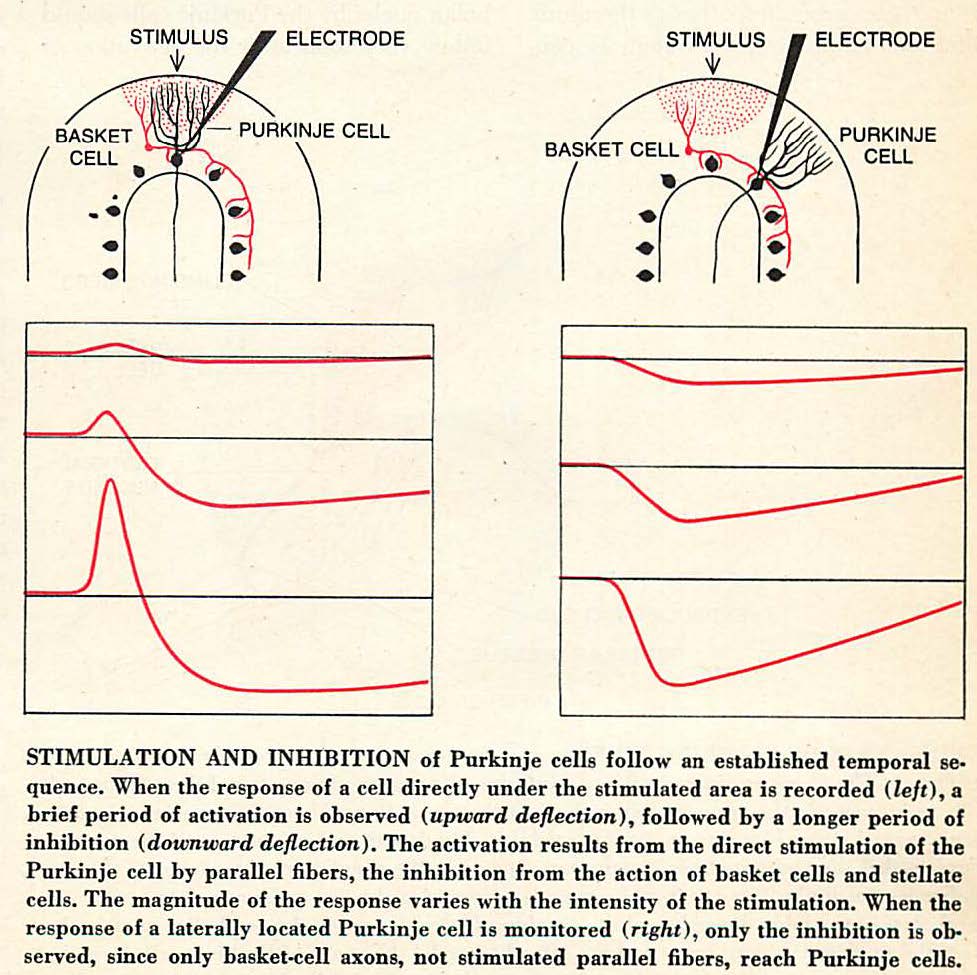 STIMULUS
ELECTRODE
BASKET
CELL
PURKINJE CELL
STIMULUS
ELECTRODE
BASKET CELL
PURKINJE
CELL
STIMULATION AND INHIBITION of Purkinje cells follow an established temporal se-
quence. When the response of a cell directly under the stimulated area is recorded (left), a
brief period of activation is observed (upward deflection), followed by a longer period of
inhibition (downward deflection). The activation results from the direct stimulation of the
Purkinje cell by parallel fibers, the inhibition from the action of basket cells and stellate
cells. The magnitude of the response varies with the intensity of the stimulation. When the
response of a laterally located Purkinje cell is monitored (right), only the inhibition is ob-
served, since only basket-cell axons, not stimulated parallel fibers, reach Purkinje cells.